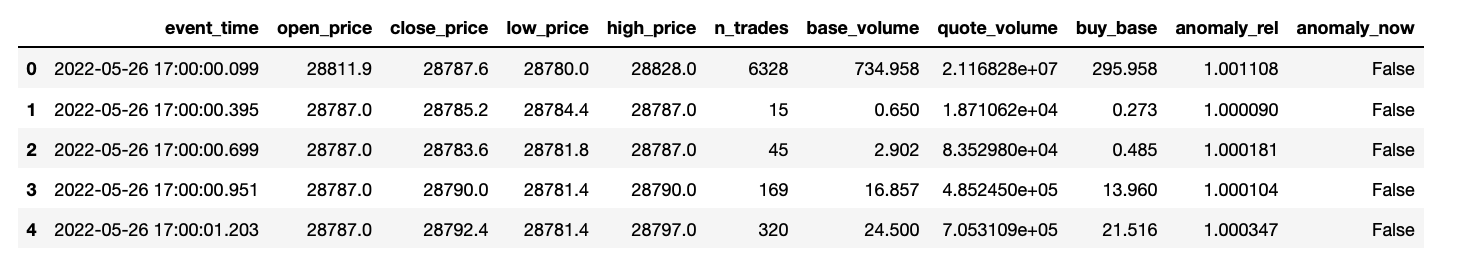 event_time open_price close_price low_price high_price n_trades base_volume quote_volume buy_base anomaly_rel anomaly_now
0 2022-05-26 17:00:00.099 28811.9 28787.6 28780.0 28828.0 6328 734.958 2.116828e+07 295.958 1.001108 False
1 2022-05-26 17:00:00.395 28787.0 28785.2 28784.4 28787.0 15 0.650 1.871062e+04 0.273 1.000090 False
2 2022-05-26 17:00:00.699 28787.0 28783.6 28781.8 28787.0 45 2.902 8.352980e+04 0.485 1.000181 False
3 2022-05-26 17:00:00.951 28787.0 28790.0 28781.4 28790.0 169 16.857 4.852450e+05 13.960 1.000104 False
4 2022-05-26 17:00:01.203 28787.0 28792.4 28781.4 28797.0 320 24.500 7.053109e+05 21.516 1.000347 False